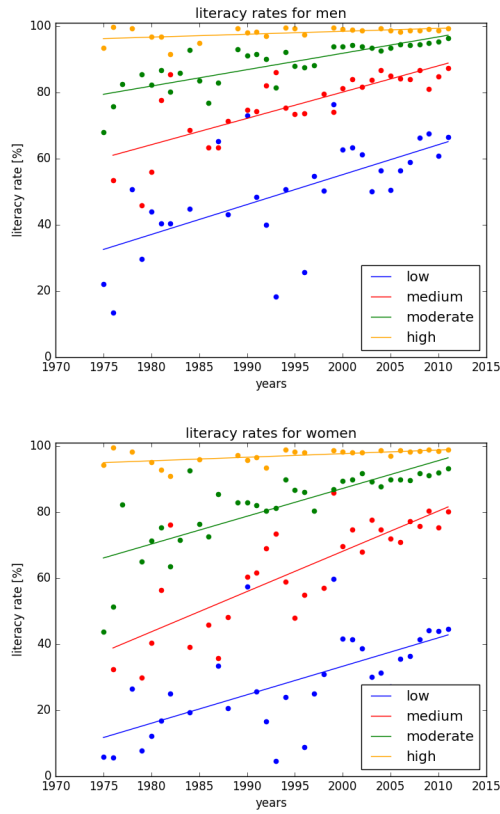 literacy rates for men
100
80
60
40
20
0
literacy rate [%]
low
medium
moderate
high
1970 1975 1980 1985 1990 1995 2000 2005 2010 2015
years
literacy rates for women
100
80
60
40
20
0
literacy rate [%]
low
medium
moderate
high
1970 1975 1980 1985 1990 1995 2000 2005 2010 2015
years